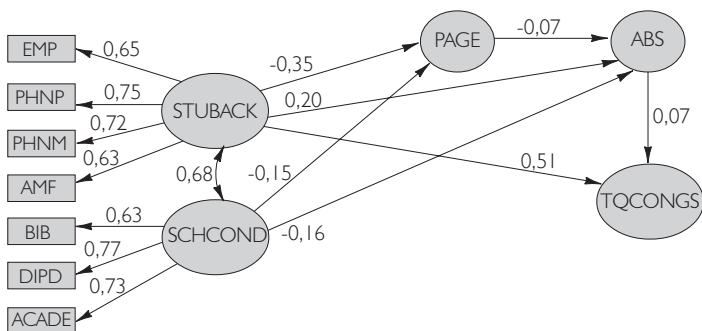 EMP
0,65
PHNP
0,75
PHNM
0,72
AMF
0,63
BIB
0,63
DIPD
0,77
ACADE
0,73
STUBACK
0,68
SCHCOND
-0,35
0,20
-0,15
0,51
-0,16
PAGE
-0,07
ABS
0,07
TQCONGS